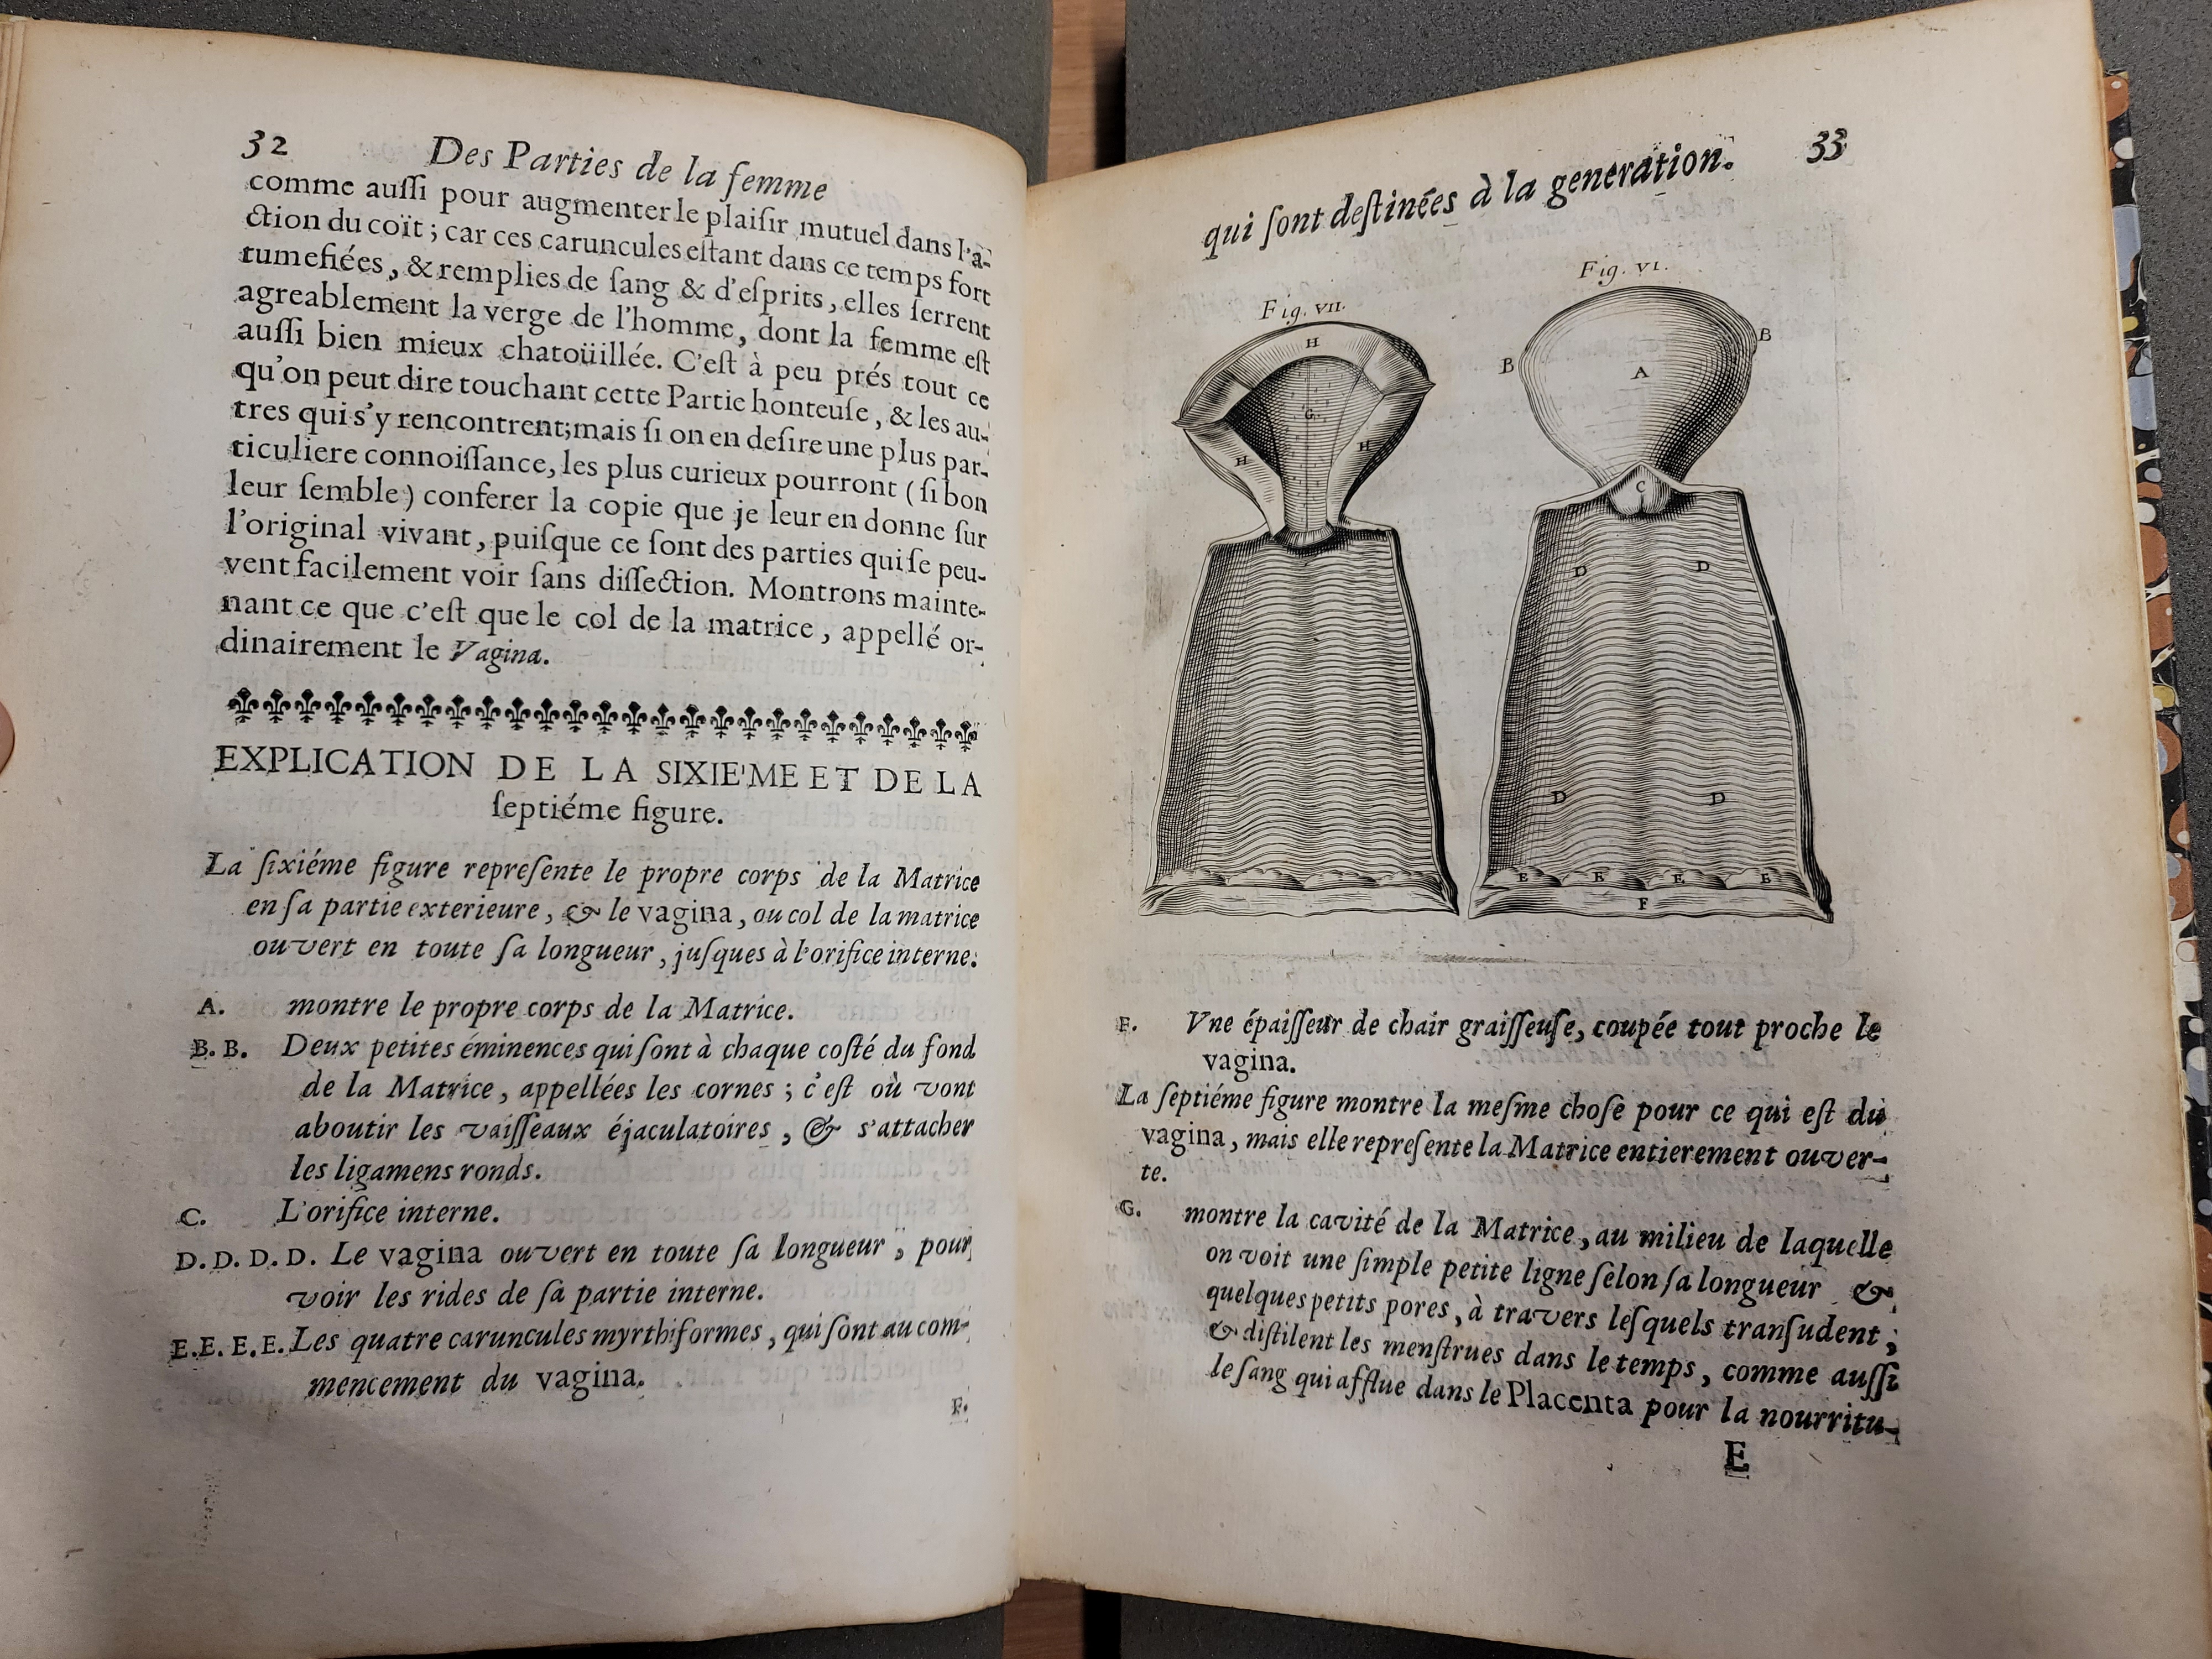 32 Des Parties de la femme
comme auſſi pour augmenter le plaiſir mutuel dans l'a-
ction du coït ; car ces caruncules eſtant dans ce temps fort
tumefiées, & remplies de ſang & d'eſprits, elles ſerrent
agreablement la verge de l'homme, dont la femme eſt
auſſi bien mieux chatoüillée. C'eſt à peu prés tout ce
qu'on peut dire touchant cette Partie honteuſe, & les au-
tres qui s'y rencontrent; mais ſi on en deſire une plus par-
ticuliere connoiſſance, les plus curieux pourront ( ſi bon
leur ſemble ) conferer la copie que je leur en donne ſur
l'original vivant, puiſque ce ſont des parties qui ſe peu-
vent facilement voir ſans diſſection. Montrons mainte-
nant ce que c'eſt que le col de la matrice, appellé or-
dinairement le Vagina.
EXPLICATION DE LA SIXIE'ME ET DE LA
ſeptiéme figure.
La ſixiéme figure repreſente le propre corps de la Matrice
en ſa partie exterieure, & le vagina, ou col de la matrice
ouvert en toute ſa longueur, juſques à l'orifice interne.
A. montre le propre corps de la Matrice.
B. B. Deux petites éminences qui ſont à chaque coſté du fond
de la Matrice, appellées les cornes ; c'eſt où vont
aboutir les vaiſſeaux éjaculatoires, & s'attacher
les ligamens ronds.
C. L'orifice interne.
D. D. D. D. Le vagina ouvert en toute ſa longueur, pour
voir les rides de ſa partie interne.
E. E. E. E. Les quatre caruncules myrthiformes, qui ſont au com-
mencement du vagina.
F.
qui ſont deſtinées à la generation. 33
Fig. VII.
Fig. VI.
H
H
H
G
B
B
A
C
D
D
D
D
E
E
E
E
F
F. Vne épaiſſeur de chair graiſſeuſe, coupée tout proche le
vagina.
La ſeptiéme figure montre la meſme choſe pour ce qui eſt du
vagina, mais elle repreſente la Matrice entierement ouver-
te.
G. montre la cavité de la Matrice, au milieu de laquelle
on voit une ſimple petite ligne ſelon ſa longueur &
quelques petits pores, à travers leſquels tranſudent,
& diſtilent les menſtrues dans le temps, comme auſſi
le ſang qui afflue dans le Placenta pour la nourritu-
E